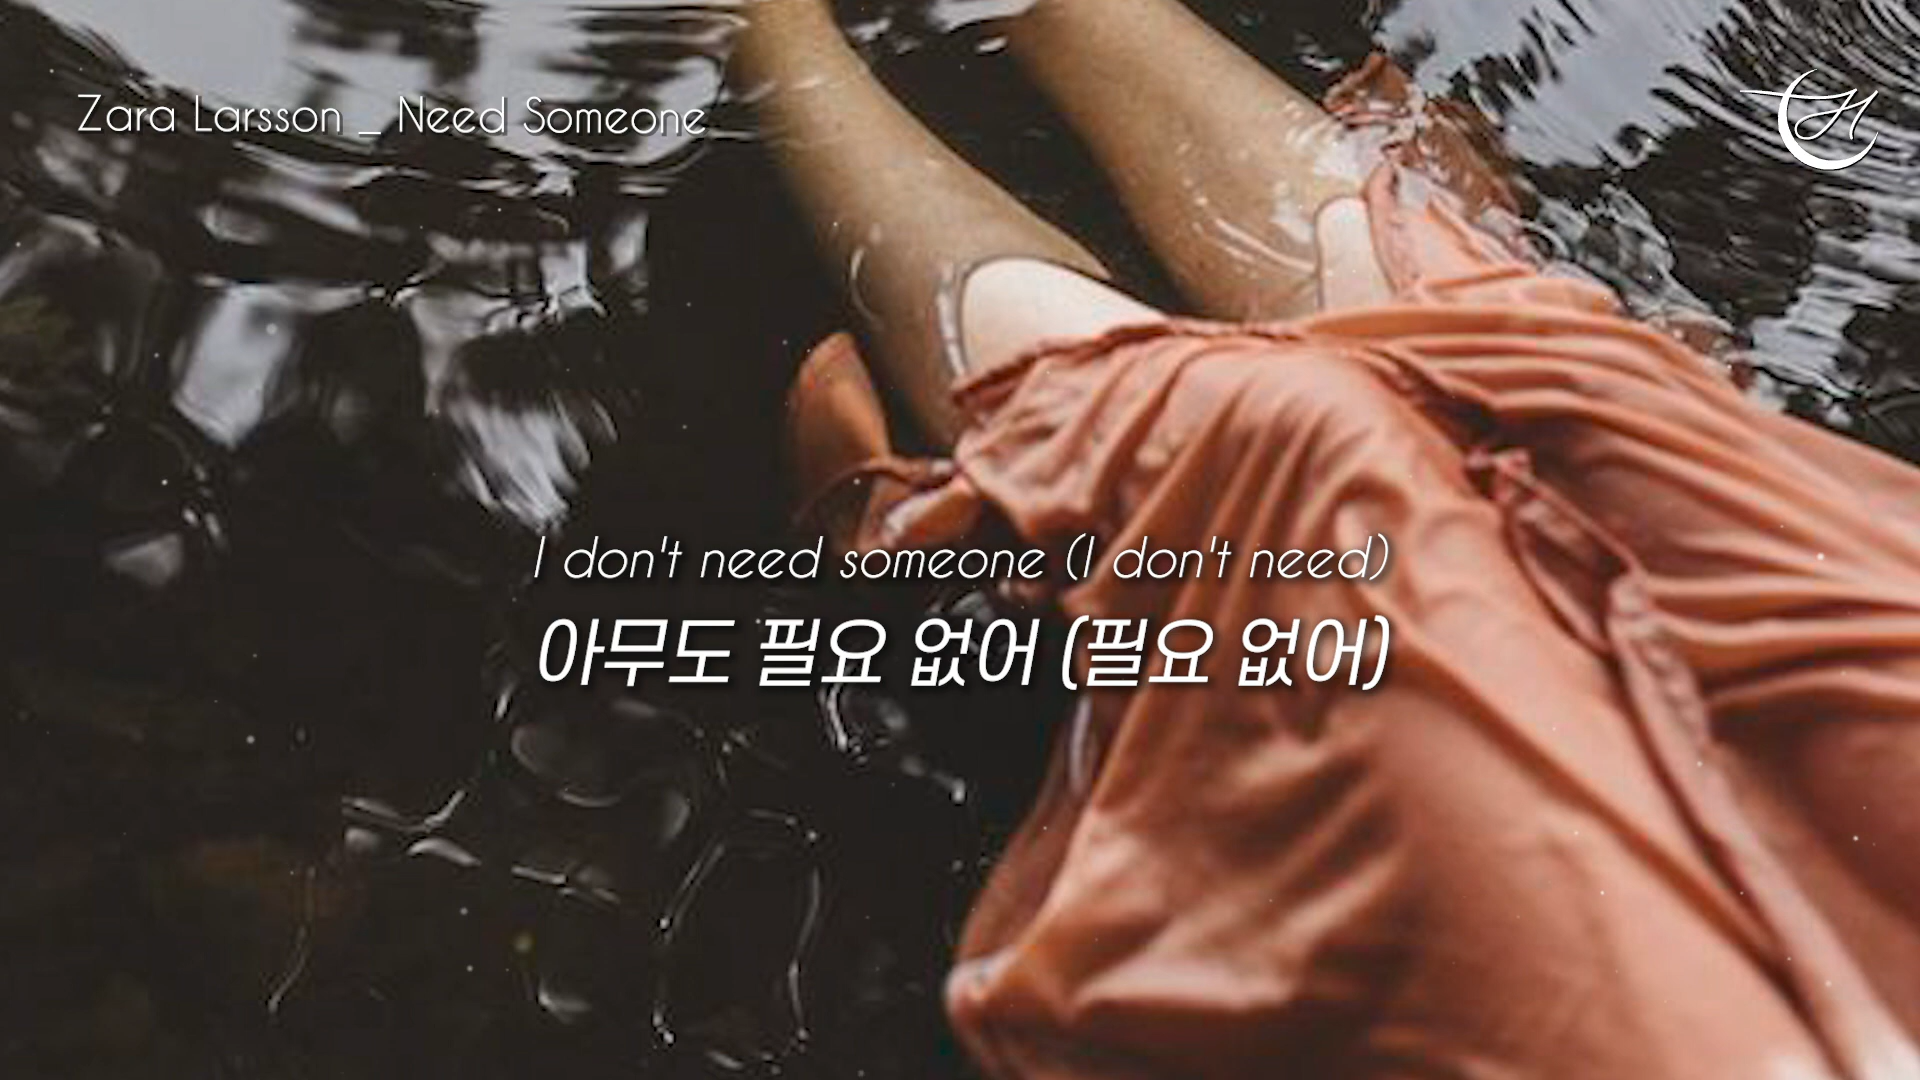 Zara Larsson _ Need Someone
I don't need someone (I don't need)
아무도 필요 없어 (필요 없어)